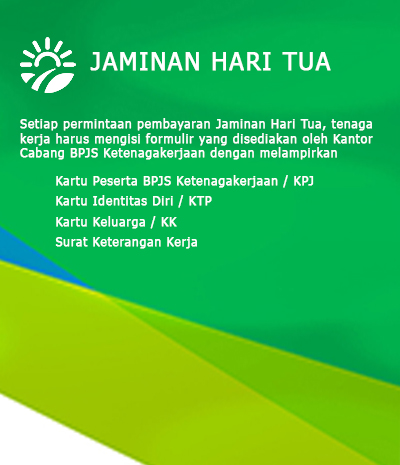 JAMINAN HARI TUA
Setiap permintaan pembayaran Jaminan Hari Tua, tenaga
kerja harus mengisi formulir yang disediakan oleh Kantor
Cabang BPJS Ketenagakerjaan dengan melampirkan
Kartu Peserta BPJS Ketenagakerjaan / KPJ
Kartu Identitas Diri / KTP
Kartu Keluarga / KK
Surat Keterangan Kerja